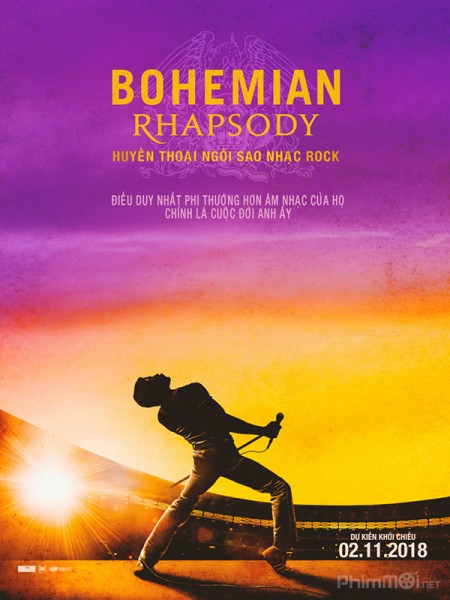 BOHEMIAN
RHAPSODY
HUYỀN THOẠI NGÔI SAO NHẠC ROCK
ĐIỀU DUY NHẤT PHI THƯỜNG HƠN ÂM NHẠC CỦA HỌ
CHÍNH LÀ CUỘC ĐỜI ANH ẤY
DỰ KIẾN KHỞI CHIẾU
02.11.2018
PhimMoi.net